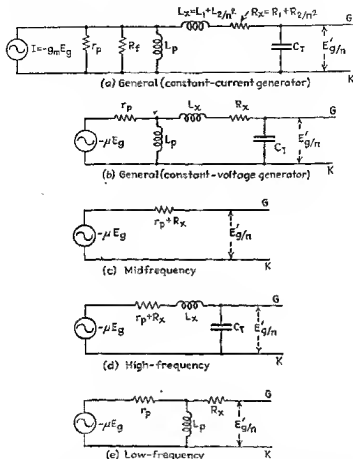 Lx=L1+L2/n² Rx=R1+R2/n²
G
I=-gmEg rp Rf Lp CT E'g/n
K
(a) General (constant-current generator)
rp Lx Rx G
-μEg Lp CT E'g/n
K
(b) General (constant-voltage generator)
rp+Rx G
-μEg E'g/n
K
(c) Midfrequency
rp+Rx Lx G
-μEg CT E'g/n
K
(d) High-frequency
rp Rx G
-μEg Lp E'g/n
K
(e) Low-frequency